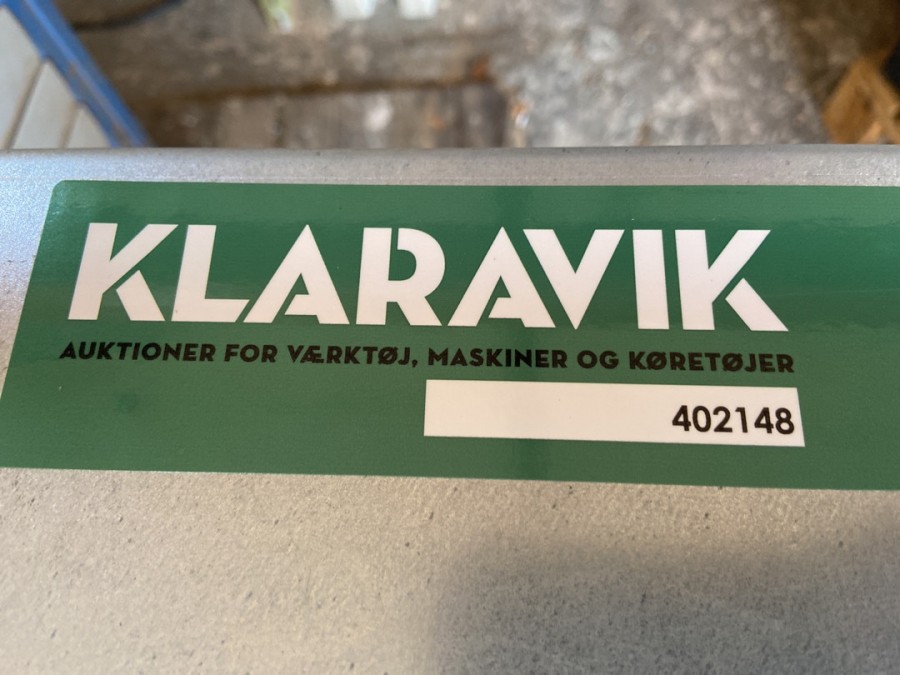 KLARAVIK
AUKTIONER FOR VÆRKTØJ, MASKINER OG KØRETØJER
402148